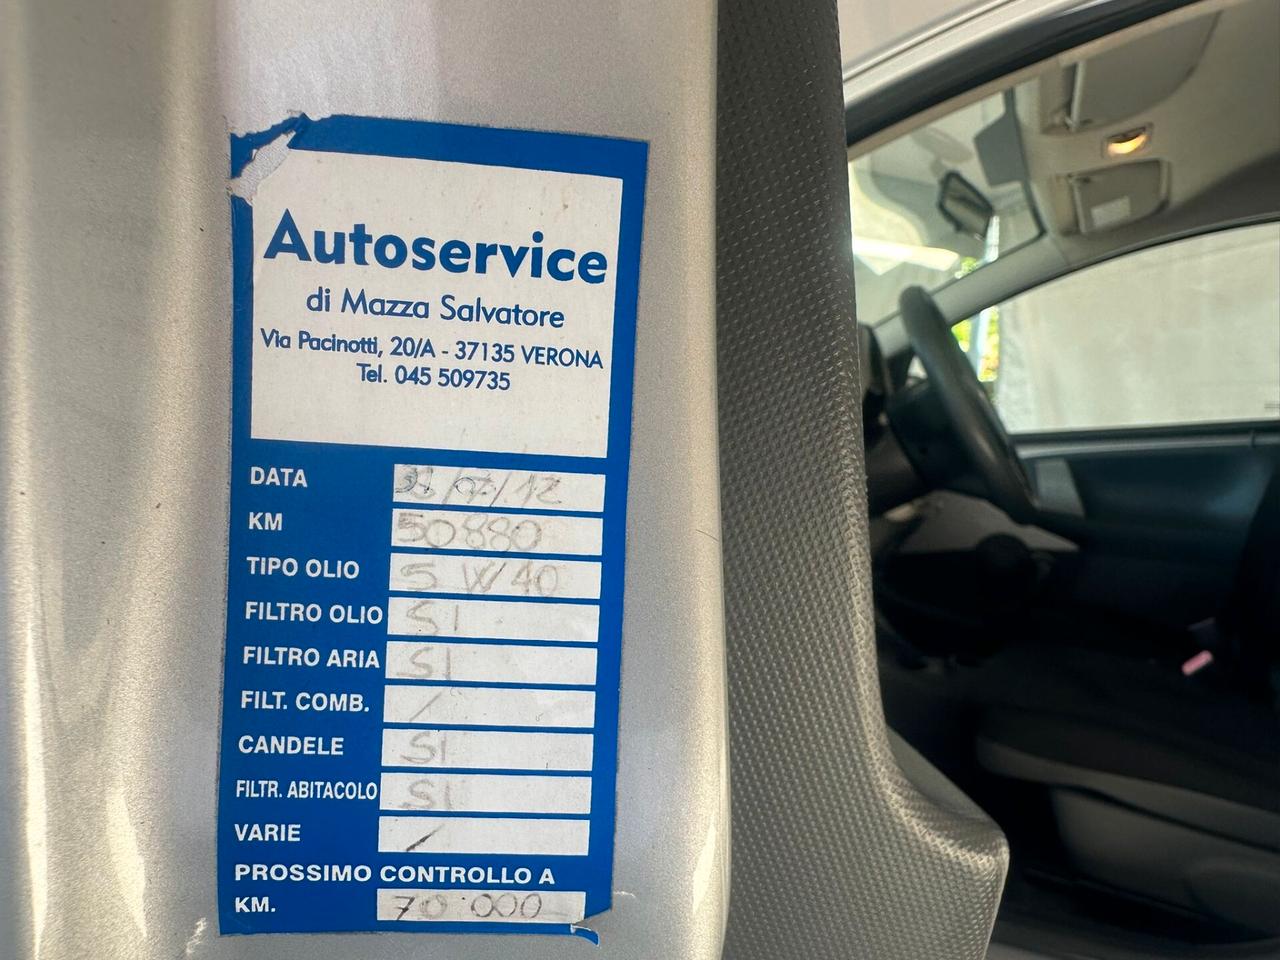 Autoservice
di Mazza Salvatore
Via Pacinotti, 20/A - 37135 VERONA
Tel. 045 509735
DATA /07/12
KM 50880
TIPO OLIO 5 W 40
FILTRO OLIO SI
FILTRO ARIA SI
FILT. COMB. /
CANDELE SI
FILTR. ABITACOLO SI
VARIE /
PROSSIMO CONTROLLO A
KM. 70 000